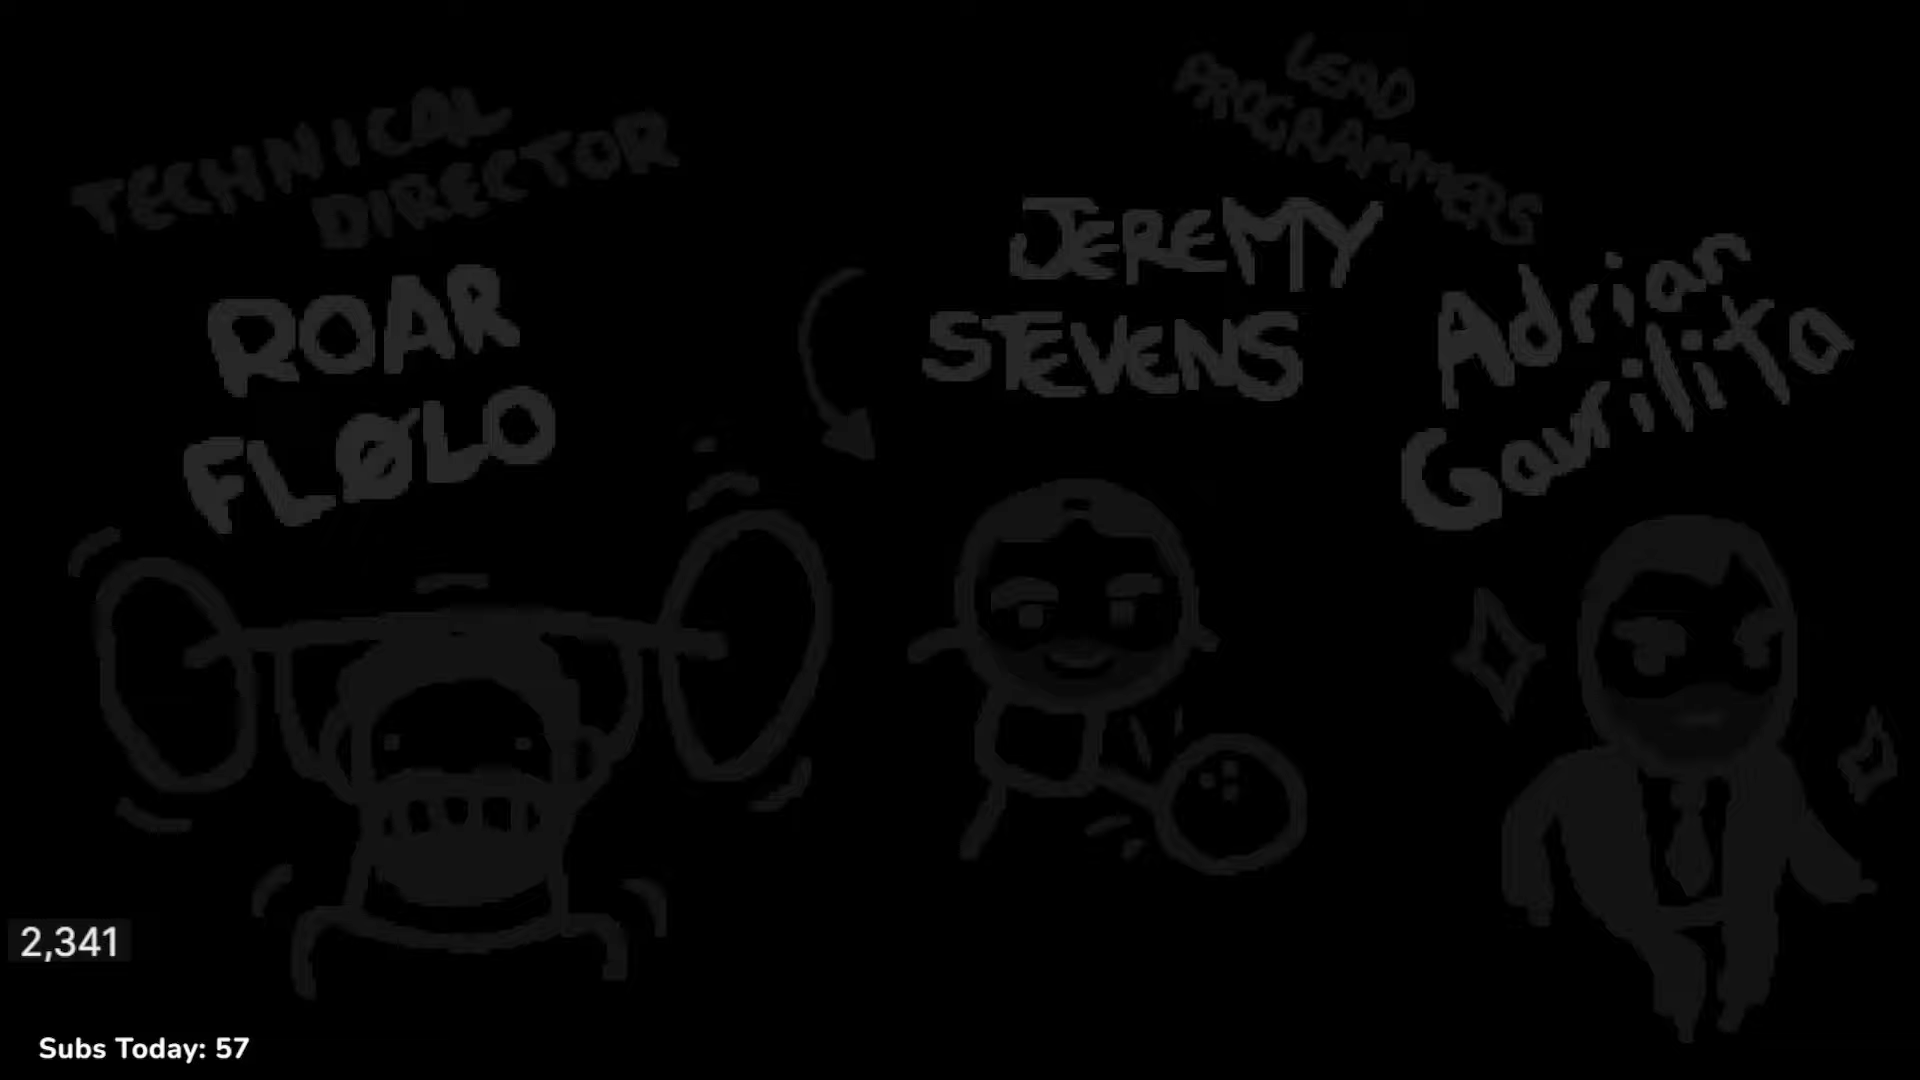 TECHNICAL
DIRECTOR
ROAR
FLØLO
LEAD
PROGRAMMERS
JEREMY
STEVENS
Adrian
Gavrilita
2,341
Subs Today: 57